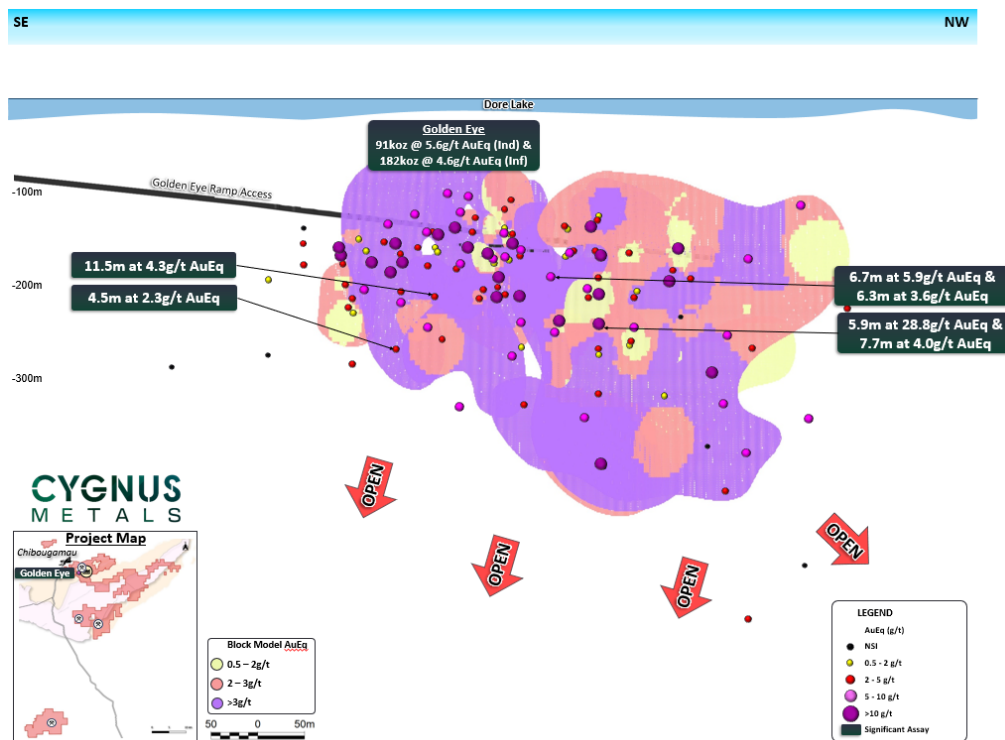 SE
NW
Dore Lake
Golden Eye
91koz @ 5.6g/t AuEq (Ind) &
182koz @ 4.6g/t AuEq (Inf)
-100m
Golden Eye Ramp Access
11.5m at 4.3g/t AuEq
-200m
4.5m at 2.3g/t AuEq
6.7m at 5.9g/t AuEq &
6.3m at 3.6g/t AuEq
5.9m at 28.8g/t AuEq &
7.7m at 4.0g/t AuEq
-300m
OPEN
OPEN
OPEN
OPEN
CYGNUS
METALS
Project Map
Chibougamau
Golden Eye
Block Model AuEq
0.5 – 2g/t
2 – 3g/t
>3g/t
50 0 50m
LEGEND
AuEq (g/t)
NSI
0.5 - 2 g/t
2 - 5 g/t
5 - 10 g/t
>10 g/t
Significant Assay